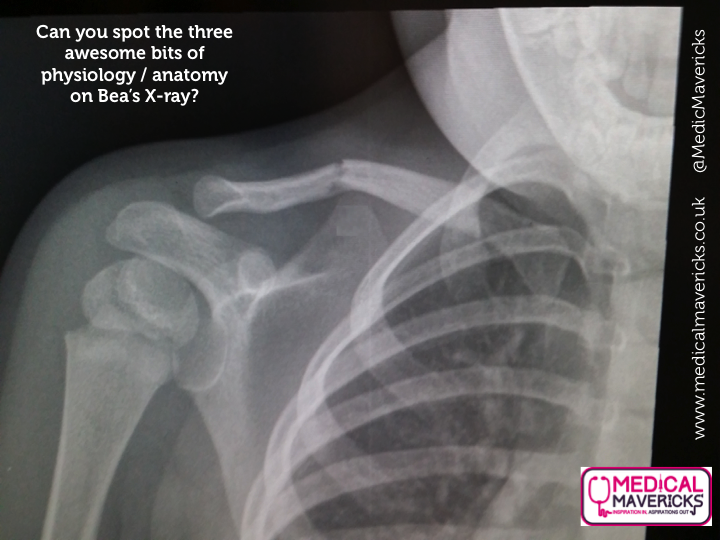 Can you spot the three
awesome bits of
physiology / anatomy
on Bea's X-ray?
www.medicalmavericks.co.uk @MedicMavericks
MEDICAL
MAVERICKS
INSPIRATION IN, ASPIRATIONS OUT